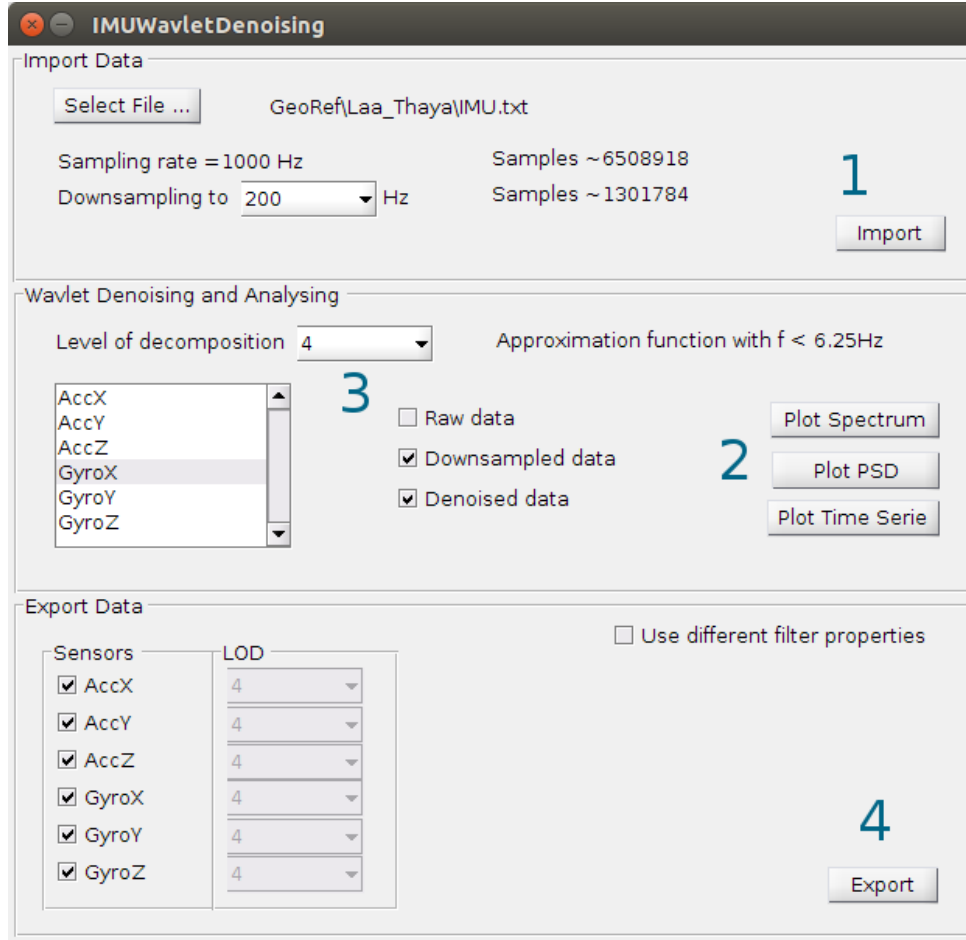 IMUWavletDenoising
Import Data
Select File ...
GeoRef\Laa_Thaya\IMU.txt
Sampling rate =1000 Hz
Samples ~6508918
1
Downsampling to 200 Hz
Samples ~1301784
Import
Wavlet Denoising and Analysing
Level of decomposition 4
Approximation function with f < 6.25Hz
3
AccX
AccY
AccZ
GyroX
GyroY
GyroZ
Raw data
Downsampled data
Denoised data
2
Plot Spectrum
Plot PSD
Plot Time Serie
Export Data
Use different filter properties
Sensors LOD
AccX 4
AccY 4
AccZ 4
GyroX 4
GyroY 4
GyroZ 4
4
Export